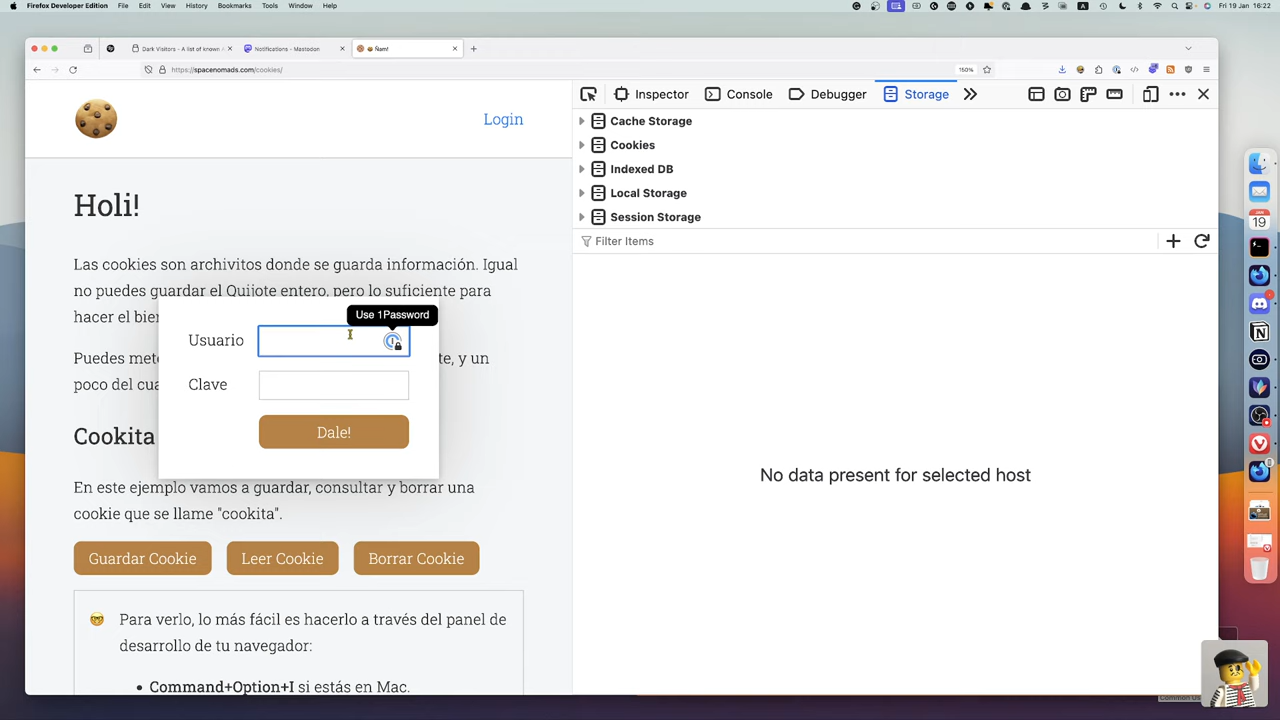 Firefox Developer Edition File Edit View History Bookmarks Tools Window Help
Fri 19 Jan 16:22
Dark Visitors - A list of known
Notifications - Mastodon
Ñam!
https://spacenomads.com/cookies/
150%
Login
Inspector
Console
Debugger
Storage
Cache Storage
Cookies
Indexed DB
Local Storage
Session Storage
Filter Items
No data present for selected host
Holi!
Las cookies son archivitos donde se guarda información. Igual
no puedes guardar el Quijote entero, pero lo suficiente para
hacer el
Use 1Password
Usuario
Puedes
te, y un
poco del
Clave
Dale!
Cookita
En este ejemplo vamos a guardar, consultar y borrar una
cookie que se llame "cookita".
Guardar Cookie
Leer Cookie
Borrar Cookie
Para verlo, lo más fácil es hacerlo a través del panel de
desarrollo de tu navegador:
• Command+Option+I si estás en Mac.
JAN
19